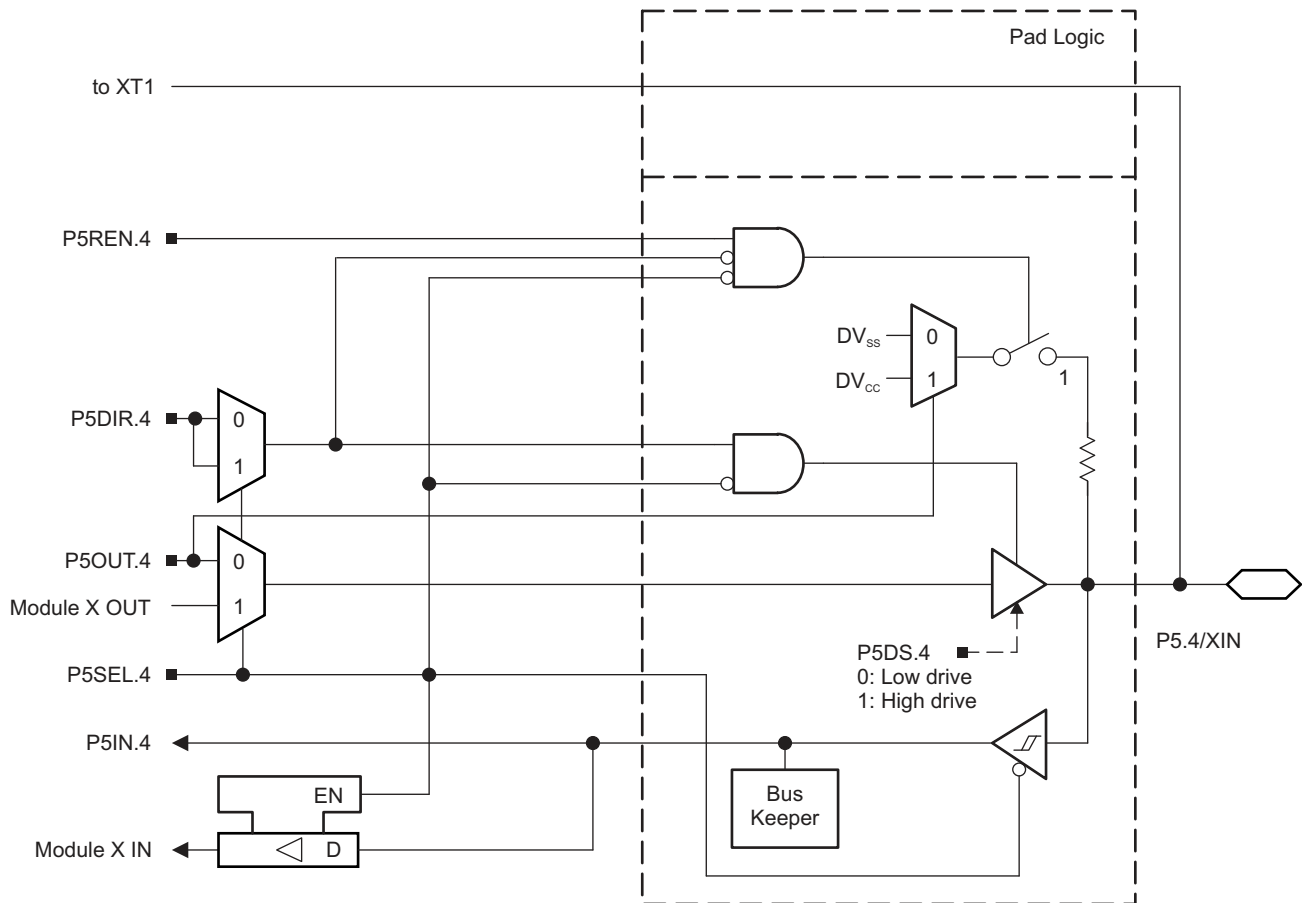 Pad Logic
to XT1
P5REN.4
DVSS
0
DVCC
1
1
P5DIR.4
0
1
P5OUT.4
0
Module X OUT
1
P5SEL.4
P5DS.4
0: Low drive
1: High drive
P5.4/XIN
P5IN.4
EN
Bus
Keeper
Module X IN
D